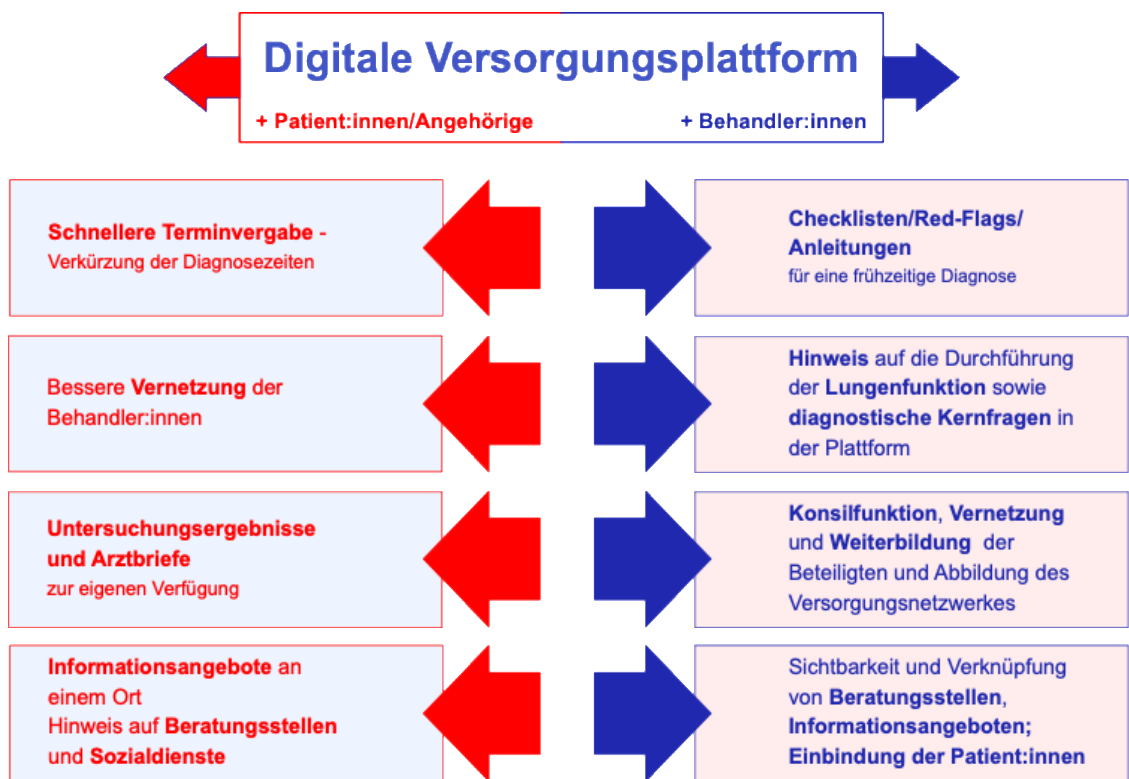 Digitale Versorgungsplattform
+ Patient:innen/Angehörige
+ Behandler:innen
Schnellere Terminvergabe -
Verkürzung der Diagnosezeiten
Checklisten/Red-Flags/
Anleitungen
für eine frühzeitige Diagnose
Bessere Vernetzung der
Behandler:innen
Hinweis auf die Durchführung
der Lungenfunktion sowie
diagnostische Kernfragen in
der Plattform
Untersuchungsergebnisse
und Arztbriefe
zur eigenen Verfügung
Konsilfunktion, Vernetzung
und Weiterbildung der
Beteiligten und Abbildung des
Versorgungsnetzwerkes
Informationsangebote an
einem Ort
Hinweis auf Beratungsstellen
und Sozialdienste
Sichtbarkeit und Verknüpfung
von Beratungsstellen,
Informationsangeboten;
Einbindung der Patient:innen